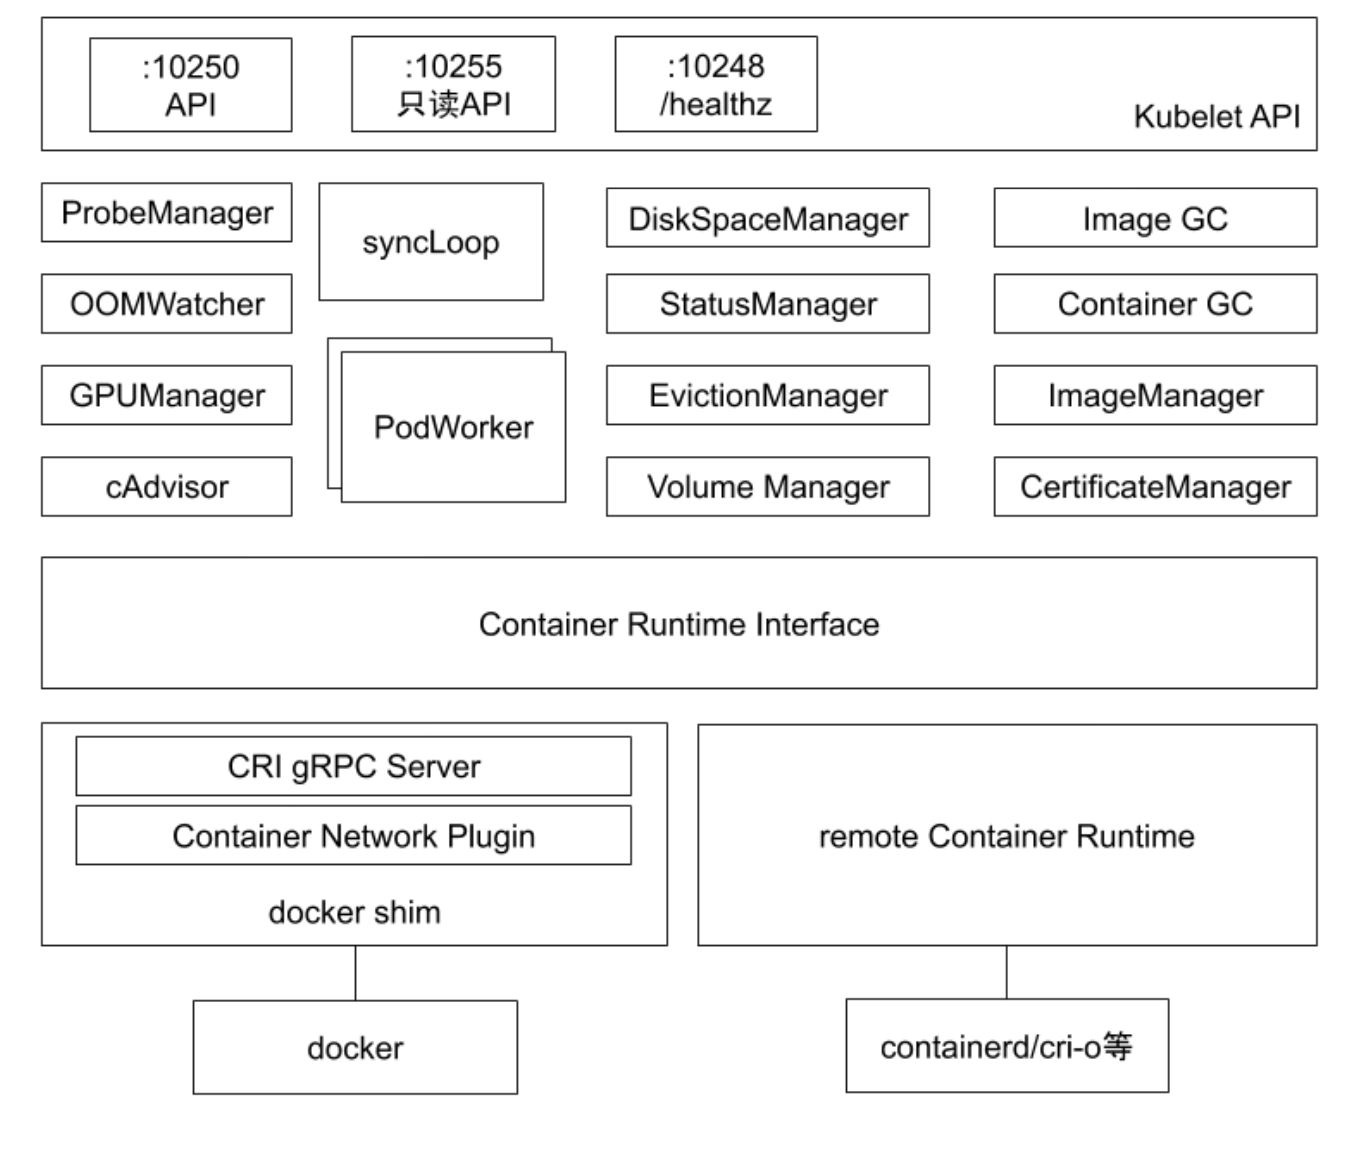 :10250
API
:10255
只读API
:10248
/healthz
Kubelet API
ProbeManager
syncLoop
DiskSpaceManager
Image GC
OOMWatcher
StatusManager
Container GC
GPUManager
PodWorker
EvictionManager
ImageManager
cAdvisor
Volume Manager
CertificateManager
Container Runtime Interface
CRI gRPC Server
Container Network Plugin
docker shim
remote Container Runtime
docker
containerd/cri-o等